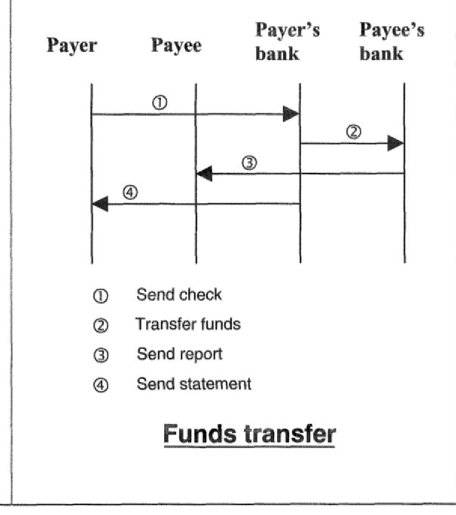 Payer Payee Payer's bank Payee's bank
①
②
③
④
① Send check
② Transfer funds
③ Send report
④ Send statement
Funds transfer